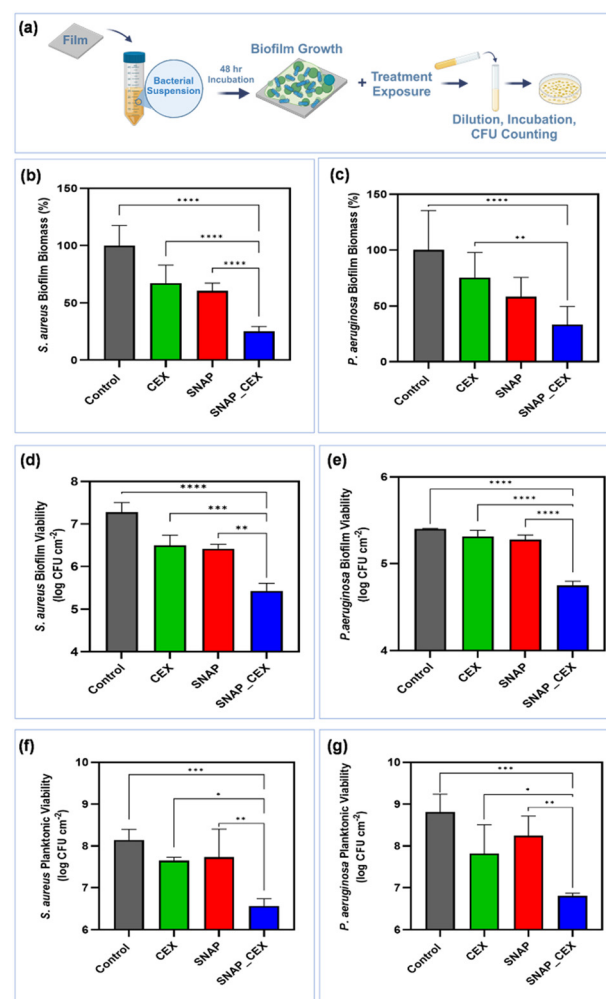 (a)
Film
Bacterial
Suspension
48 hr
Incubation
Biofilm Growth
+ Treatment
Exposure
Dilution, Incubation,
CFU Counting
(b)
S. aureus Biofilm Biomass (%)
150
100
50
0
****
****
****
Control
CEX
SNAP
SNAP_CEX
(c)
P. aeruginosa Biofilm Biomass (%)
150
100
50
0
****
**
Control
CEX
SNAP
SNAP_CEX
(d)
S. aureus Biofilm Viability
(log CFU cm⁻²)
8
7
6
5
4
****
***
**
Control
CEX
SNAP
SNAP_CEX
(e)
P.aeruginosa Biofilm Viability
(log CFU cm⁻²)
6
5
4
****
****
****
Control
CEX
SNAP
SNAP_CEX
(f)
S. aureus Planktonic Viability
(log CFU cm⁻²)
10
9
8
7
6
***
*
**
Control
CEX
SNAP
SNAP_CEX
(g)
P. aeruginosa Planktonic Viability
(log CFU cm⁻²)
10
9
8
7
6
***
*
**
Control
CEX
SNAP
SNAP_CEX